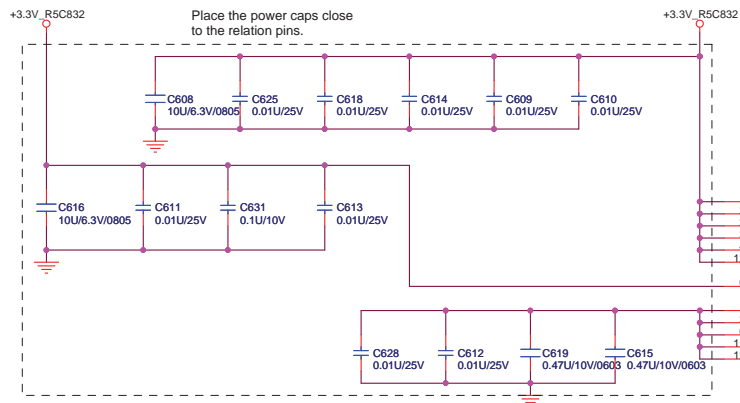 +3.3V_R5C832
Place the power caps close
to the relation pins.
+3.3V_R5C832
C608
10U/6.3V/0805
C625
0.01U/25V
C618
0.01U/25V
C614
0.01U/25V
C609
0.01U/25V
C610
0.01U/25V
C616
10U/6.3V/0805
C611
0.01U/25V
C631
0.1U/10V
C613
0.01U/25V
C628
0.01U/25V
C612
0.01U/25V
C619
0.47U/10V/0603
C615
0.47U/10V/0603